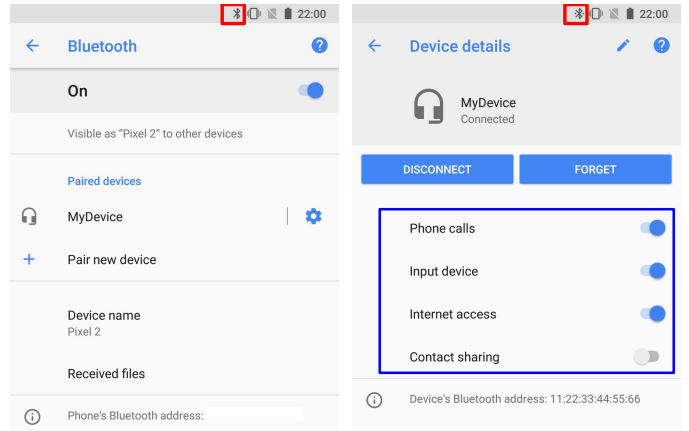 22:00
Bluetooth
On
Visible as “Pixel 2” to other devices
Paired devices
MyDevice
Pair new device
Device name
Pixel 2
Received files
Phone's Bluetooth address:
22:00
Device details
MyDevice
Connected
DISCONNECT
FORGET
Phone calls
Input device
Internet access
Contact sharing
Device's Bluetooth address: 11:22:33:44:55:66